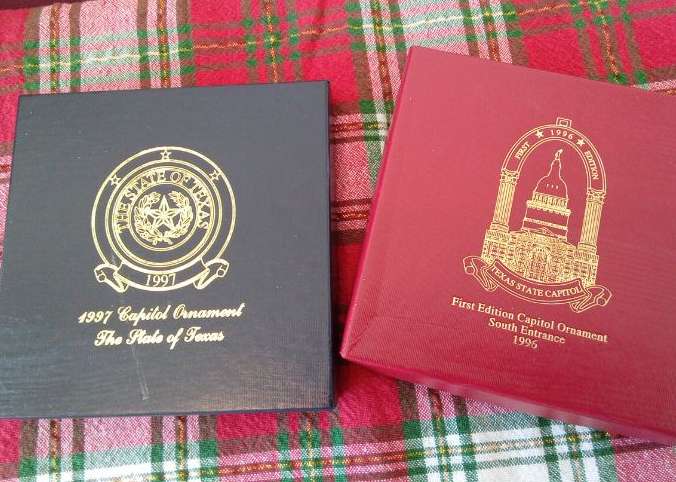 THE STATE OF TEXAS
1997
1997 Capitol Ornament
The State of Texas
FIRST 1996 EDITION
TEXAS STATE CAPITOL
First Edition Capitol Ornament
South Entrance
1996